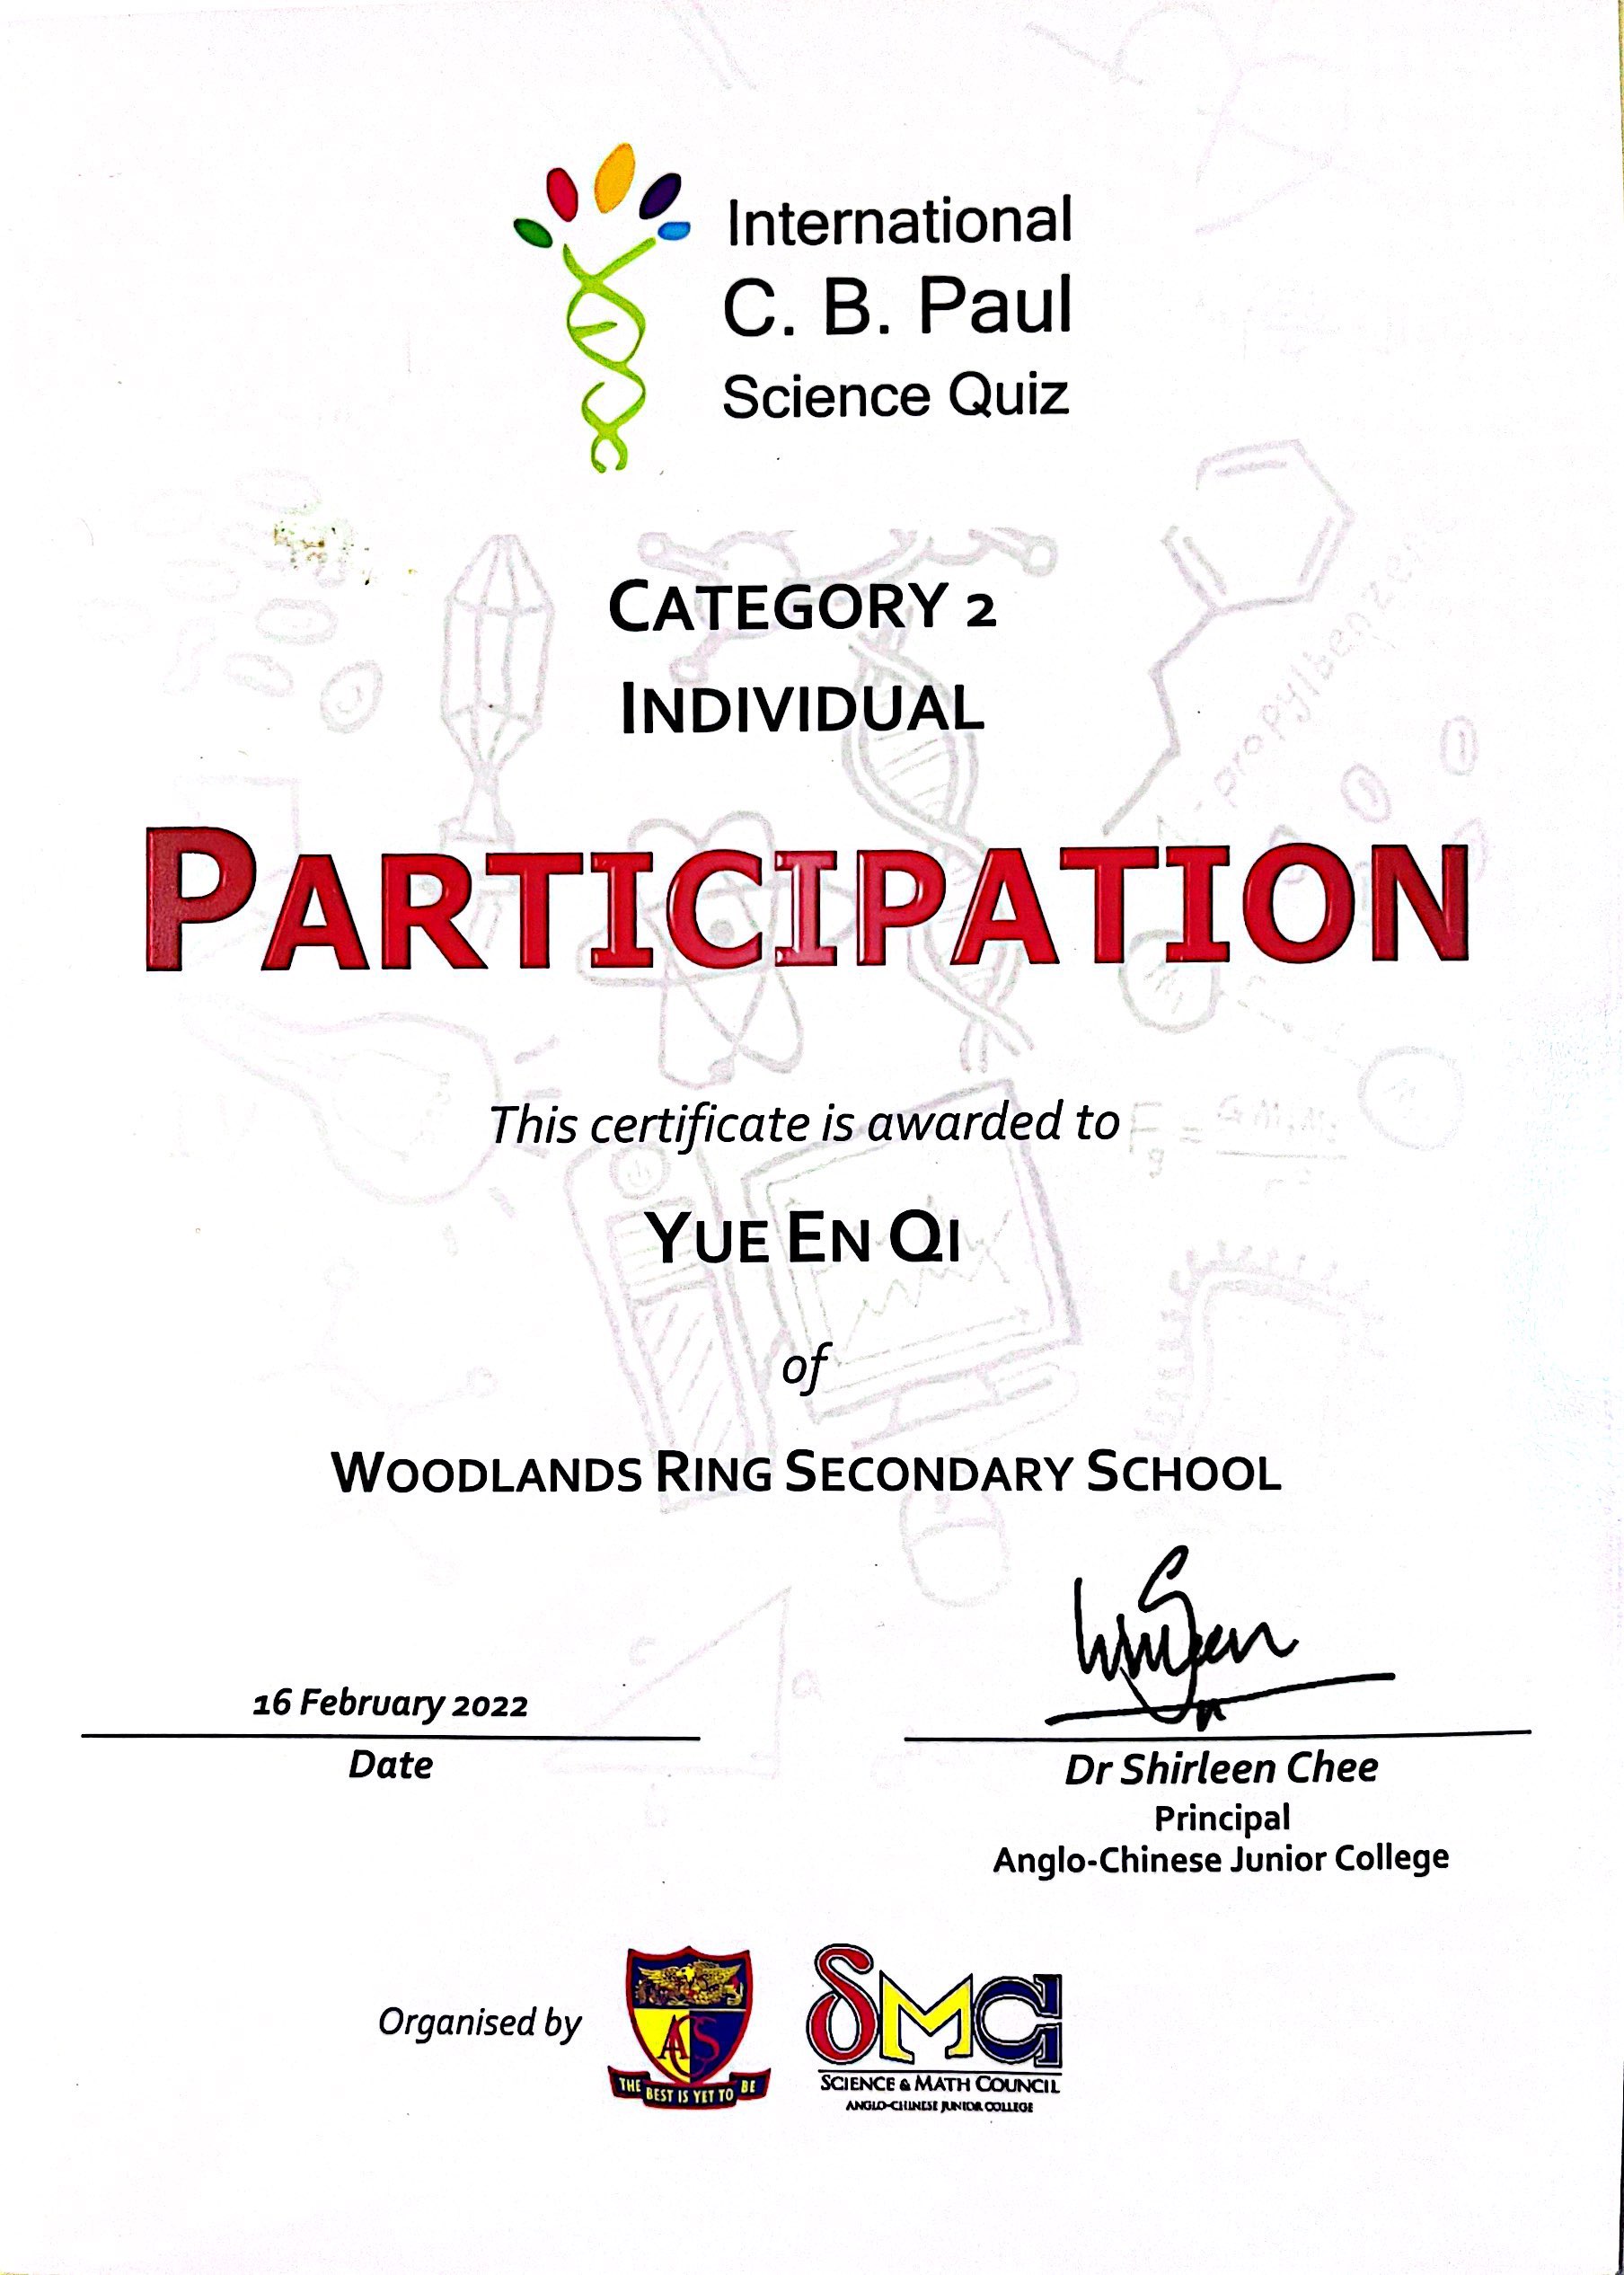 International
C. B. Paul
Science Quiz
CATEGORY 2
INDIVIDUAL
PARTICIPATION
This certificate is awarded to
YUE EN QI
of
WOODLANDS RING SECONDARY SCHOOL
16 February 2022
Date
Dr Shirleen Chee
Principal
Anglo-Chinese Junior College
Organised by
ACS
THE BEST IS YET TO BE
SMC
SCIENCE & MATH COUNCIL
ANGLO-CHINESE JUNIOR COLLEGE